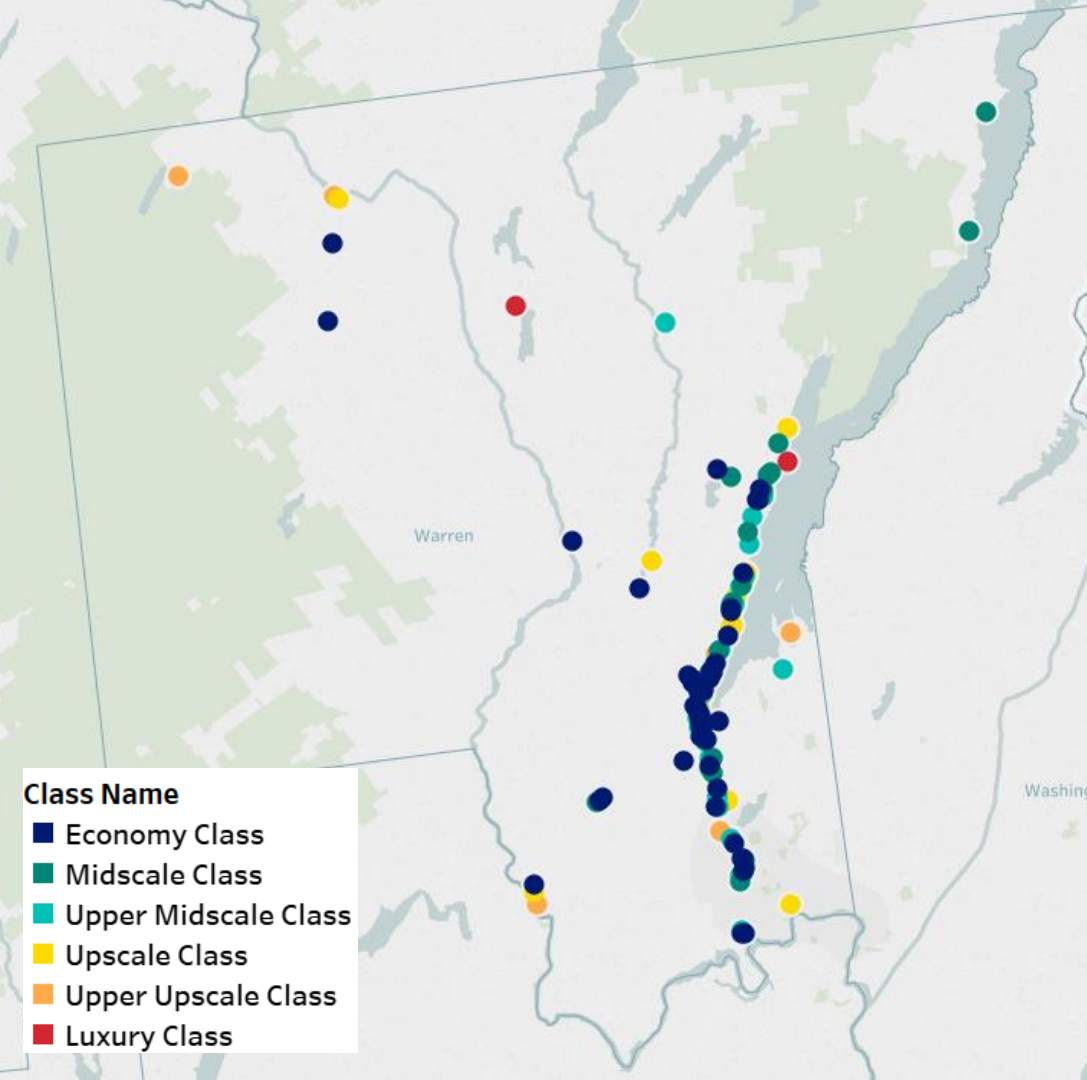 Warren
Washing
Class Name
Economy Class
Midscale Class
Upper Midscale Class
Upscale Class
Upper Upscale Class
Luxury Class